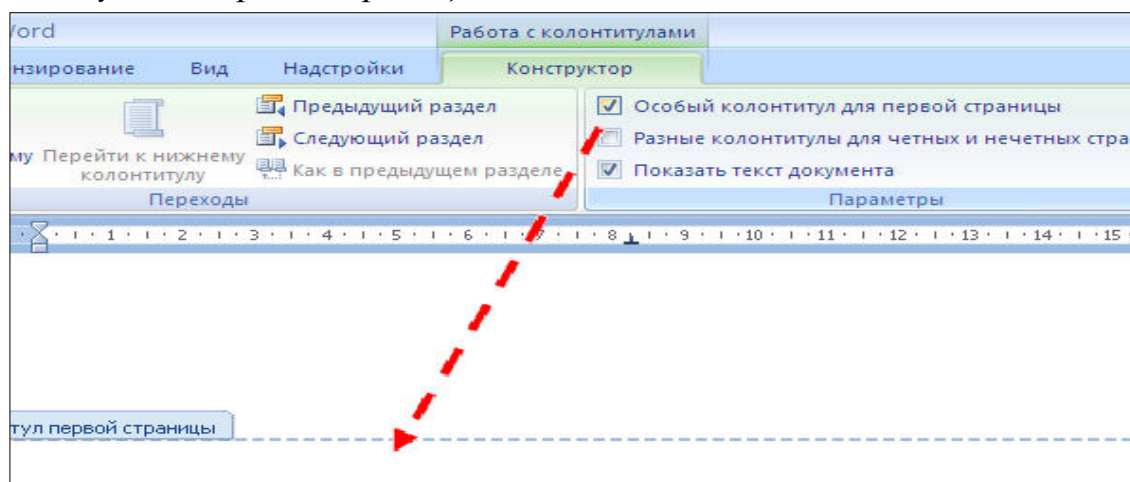 Word
Работа с колонтитулами
Вид Надстройки Конструктор
Предыдущий раздел
Следующий раздел
Как в предыдущем разделе
Перейти к нижнему
колонтитулу
Переходы
Особый колонтитул для первой страницы
Разные колонтитулы для четных и нечетных стра
Показать текст документа
Параметры
1 2 3 4 5 6 7 8 9 10 11 12 13 14 15
тул первой страницы